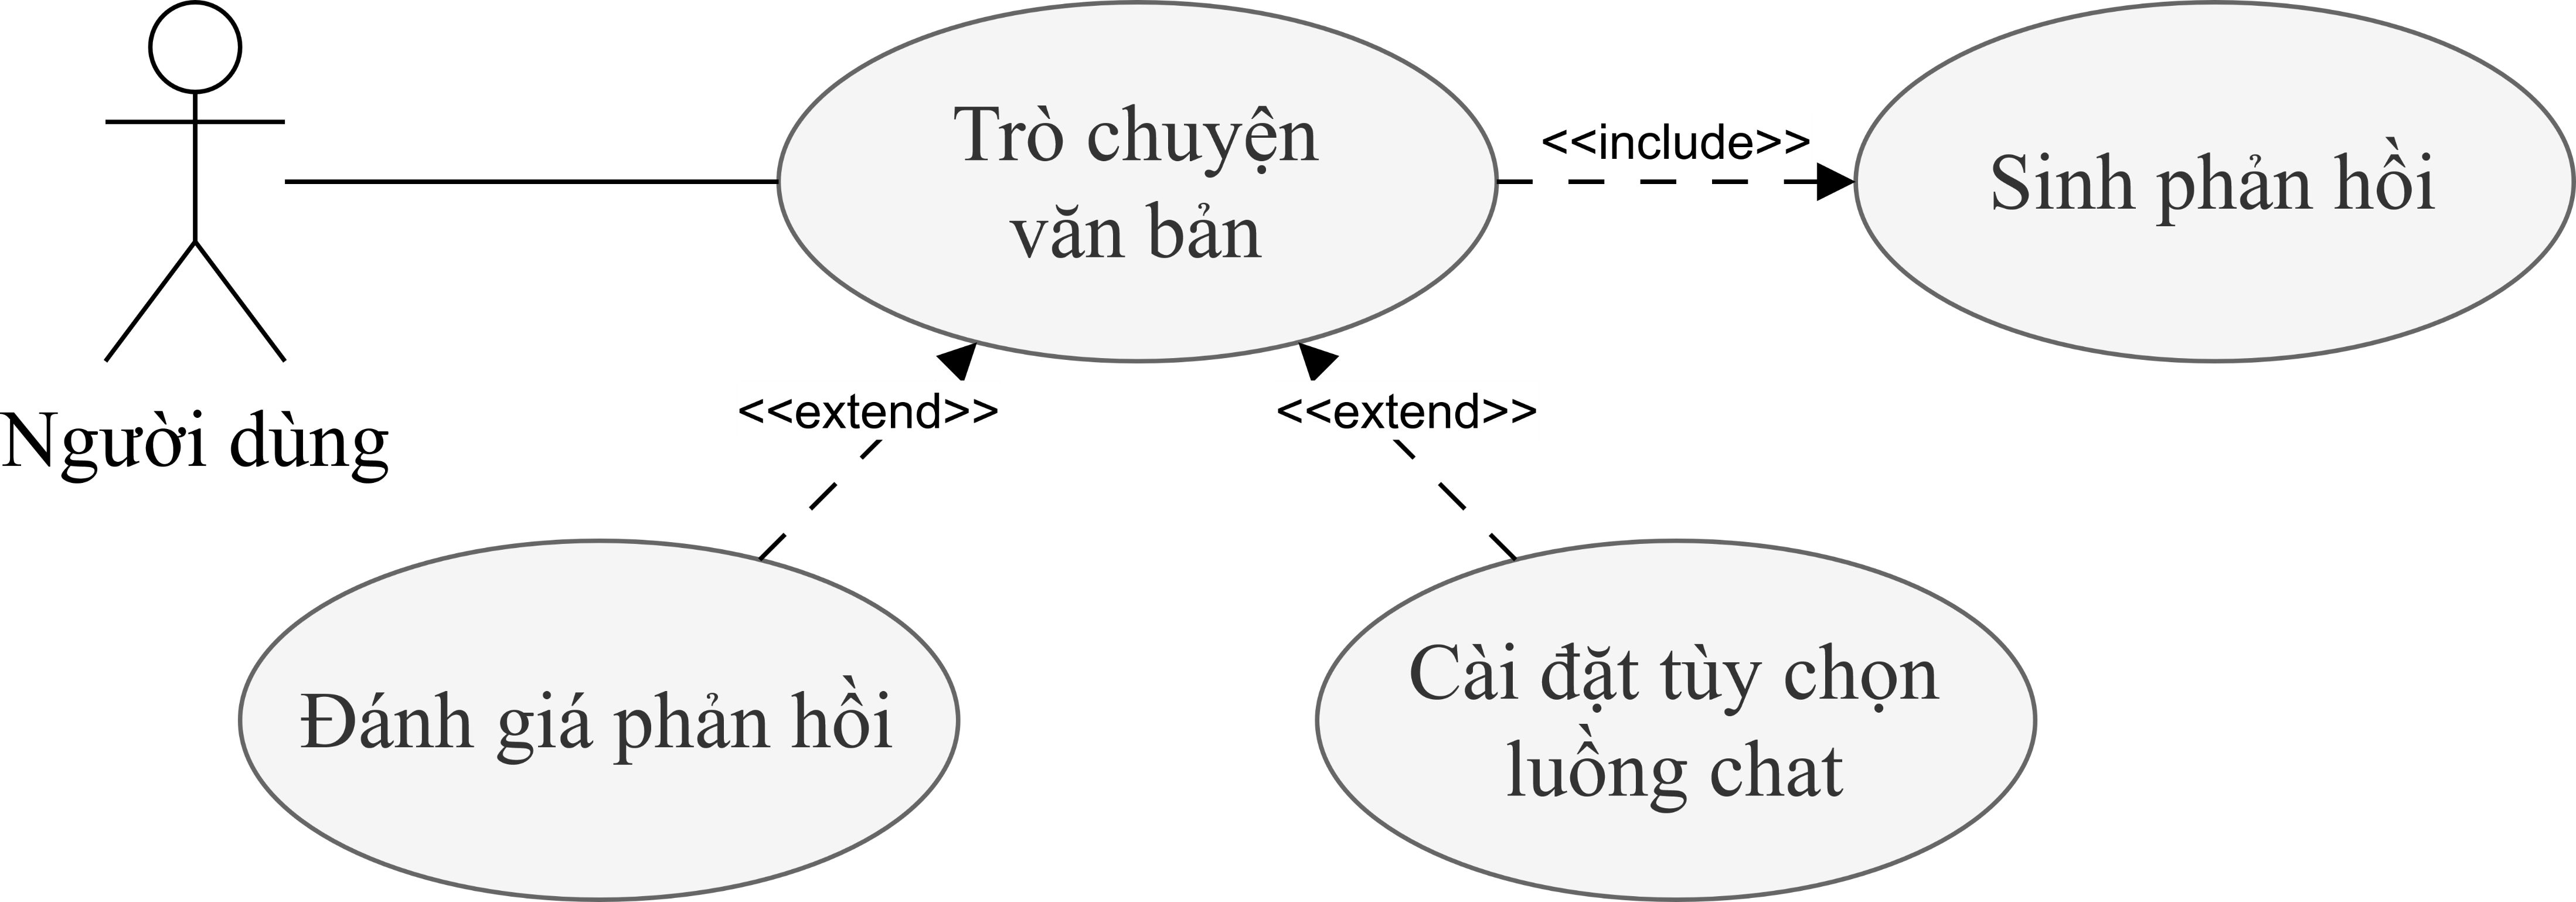 Trò chuyện
văn bản
<<include>>
Sinh phản hồi
<<extend>>
<<extend>>
Người dùng
Đánh giá phản hồi
Cài đặt tùy chọn
luồng chat